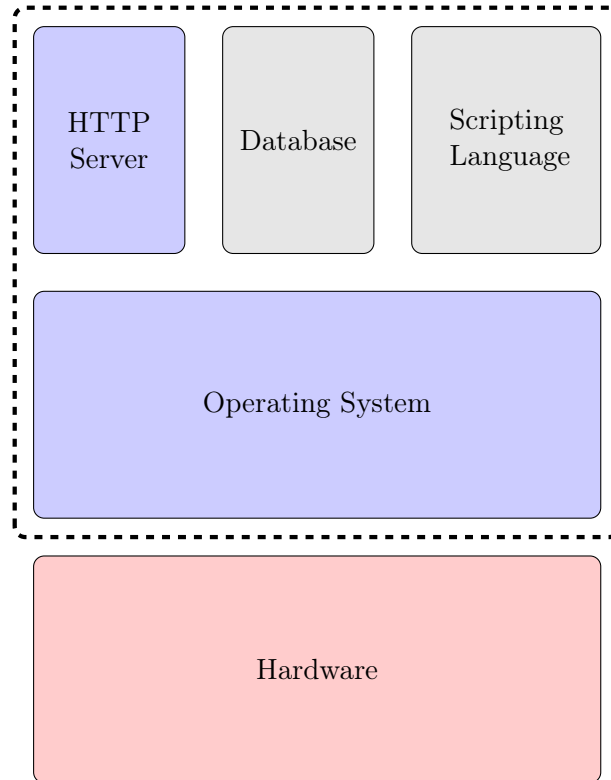 HTTP
Server
Database
Scripting
Language
Operating System
Hardware